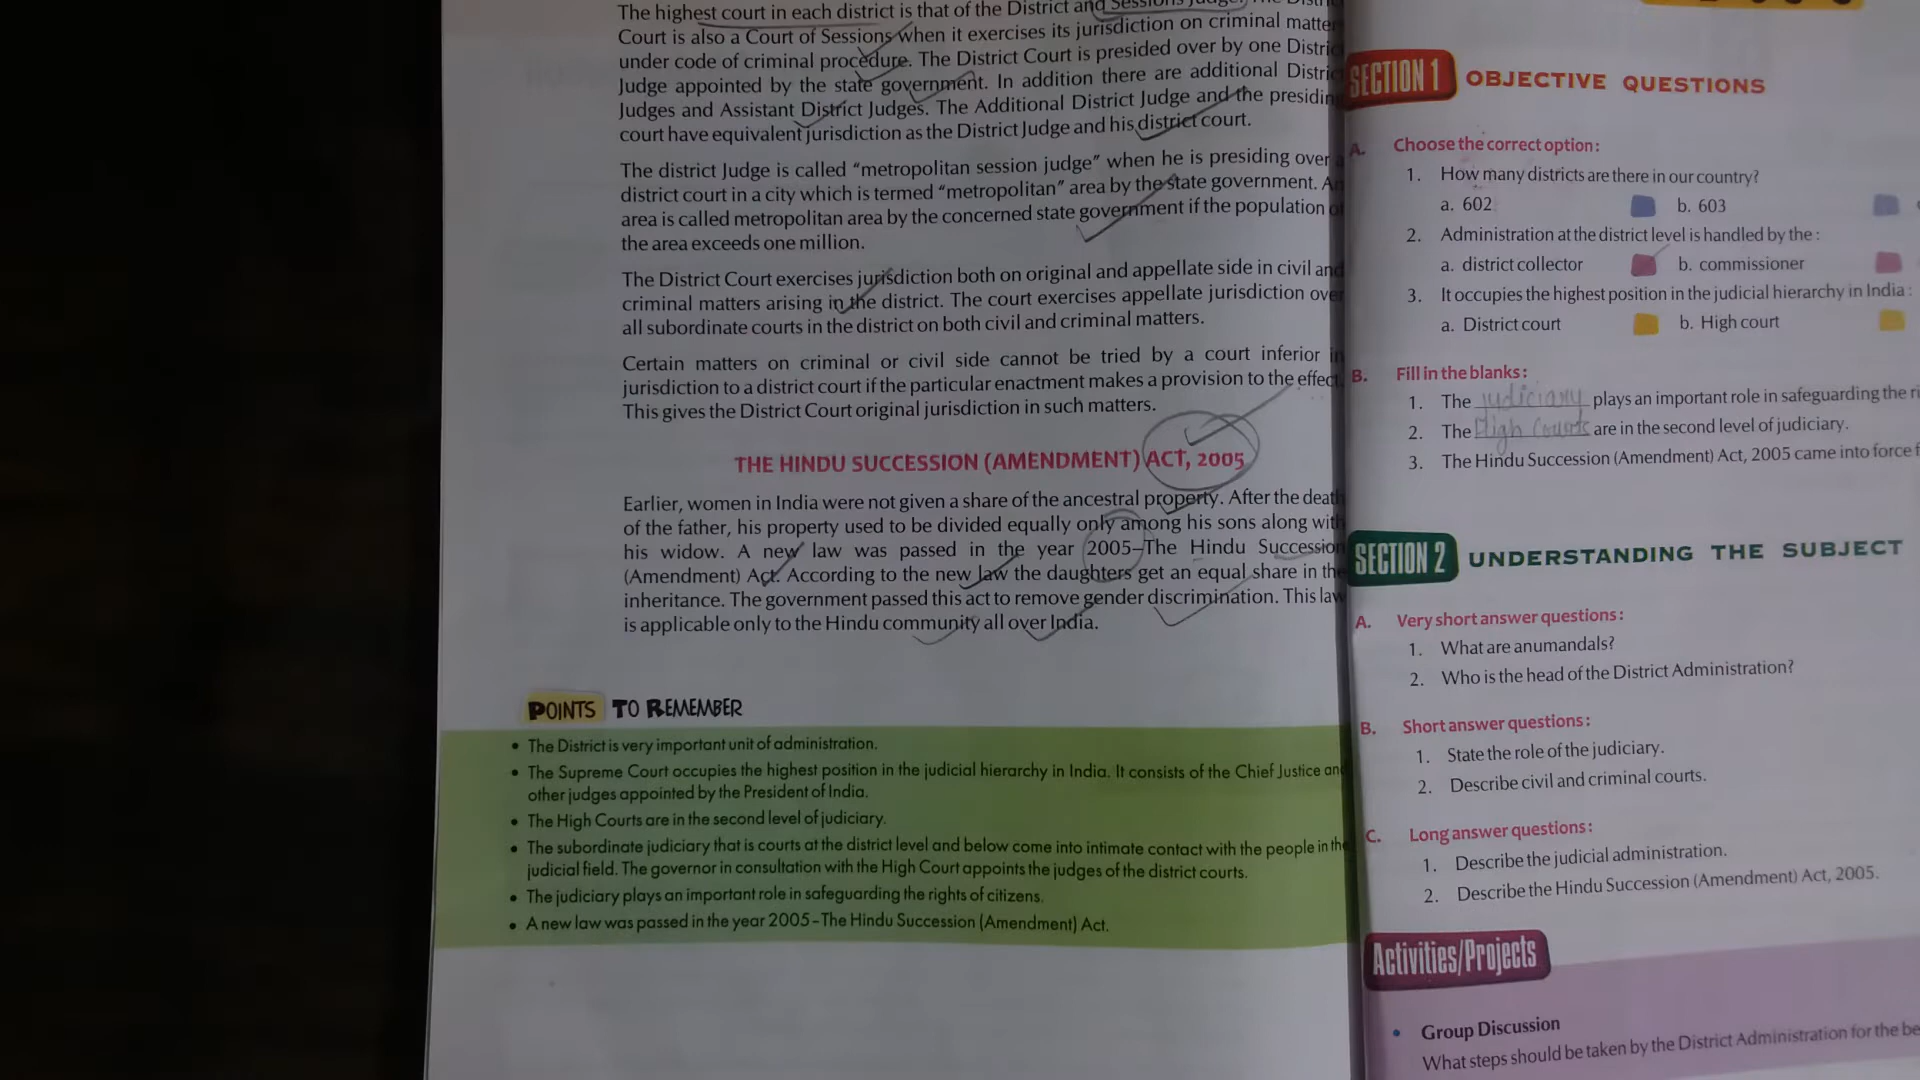 The highest court in each district is that of the District and Sessions Judge. The
Court is also a Court of Sessions when it exercises its jurisdiction on criminal matter
under code of criminal procedure. The District Court is presided over by one Distri
Judge appointed by the state government. In addition there are additional Distri
Judges and Assistant District Judges. The Additional District Judge and the presidin
court have equivalent jurisdiction as the District Judge and his district court.
The district Judge is called “metropolitan session judge” when he is presiding over a
district court in a city which is termed “metropolitan” area by the state government. An
area is called metropolitan area by the concerned state government if the population of
the area exceeds one million.
The District Court exercises jurisdiction both on original and appellate side in civil and
criminal matters arising in the district. The court exercises appellate jurisdiction over
all subordinate courts in the district on both civil and criminal matters.
Certain matters on criminal or civil side cannot be tried by a court inferior in
jurisdiction to a district court if the particular enactment makes a provision to the effect.
This gives the District Court original jurisdiction in such matters.
THE HINDU SUCCESSION (AMENDMENT) ACT, 2005
Earlier, women in India were not given a share of the ancestral property. After the death
of the father, his property used to be divided equally only among his sons along with
his widow. A new law was passed in the year 2005–The Hindu Succession
(Amendment) Act. According to the new law the daughters get an equal share in the
inheritance. The government passed this act to remove gender discrimination. This law
is applicable only to the Hindu community all over India.
POINTS TO REMEMBER
• The District is very important unit of administration.
• The Supreme Court occupies the highest position in the judicial hierarchy in India. It consists of the Chief Justice and
other judges appointed by the President of India.
• The High Courts are in the second level of judiciary.
• The subordinate judiciary that is courts at the district level and below come into intimate contact with the people in the
judicial field. The governor in consultation with the High Court appoints the judges of the district courts.
• The judiciary plays an important role in safeguarding the rights of citizens.
• A new law was passed in the year 2005–The Hindu Succession (Amendment) Act.
SECTION 1 OBJECTIVE QUESTIONS
A. Choose the correct option:
1. How many districts are there in our country?
a. 602 b. 603
2. Administration at the district level is handled by the :
a. district collector b. commissioner
3. It occupies the highest position in the judicial hierarchy in India :
a. District court b. High court
B. Fill in the blanks:
1. The judiciary plays an important role in safeguarding the ri
2. The High Courts are in the second level of judiciary.
3. The Hindu Succession (Amendment) Act, 2005 came into force f
SECTION 2 UNDERSTANDING THE SUBJECT
A. Very short answer questions:
1. What are anumandals?
2. Who is the head of the District Administration?
B. Short answer questions:
1. State the role of the judiciary.
2. Describe civil and criminal courts.
C. Long answer questions:
1. Describe the judicial administration.
2. Describe the Hindu Succession (Amendment) Act, 2005.
Activities/Projects
• Group Discussion
What steps should be taken by the District Administration for the be